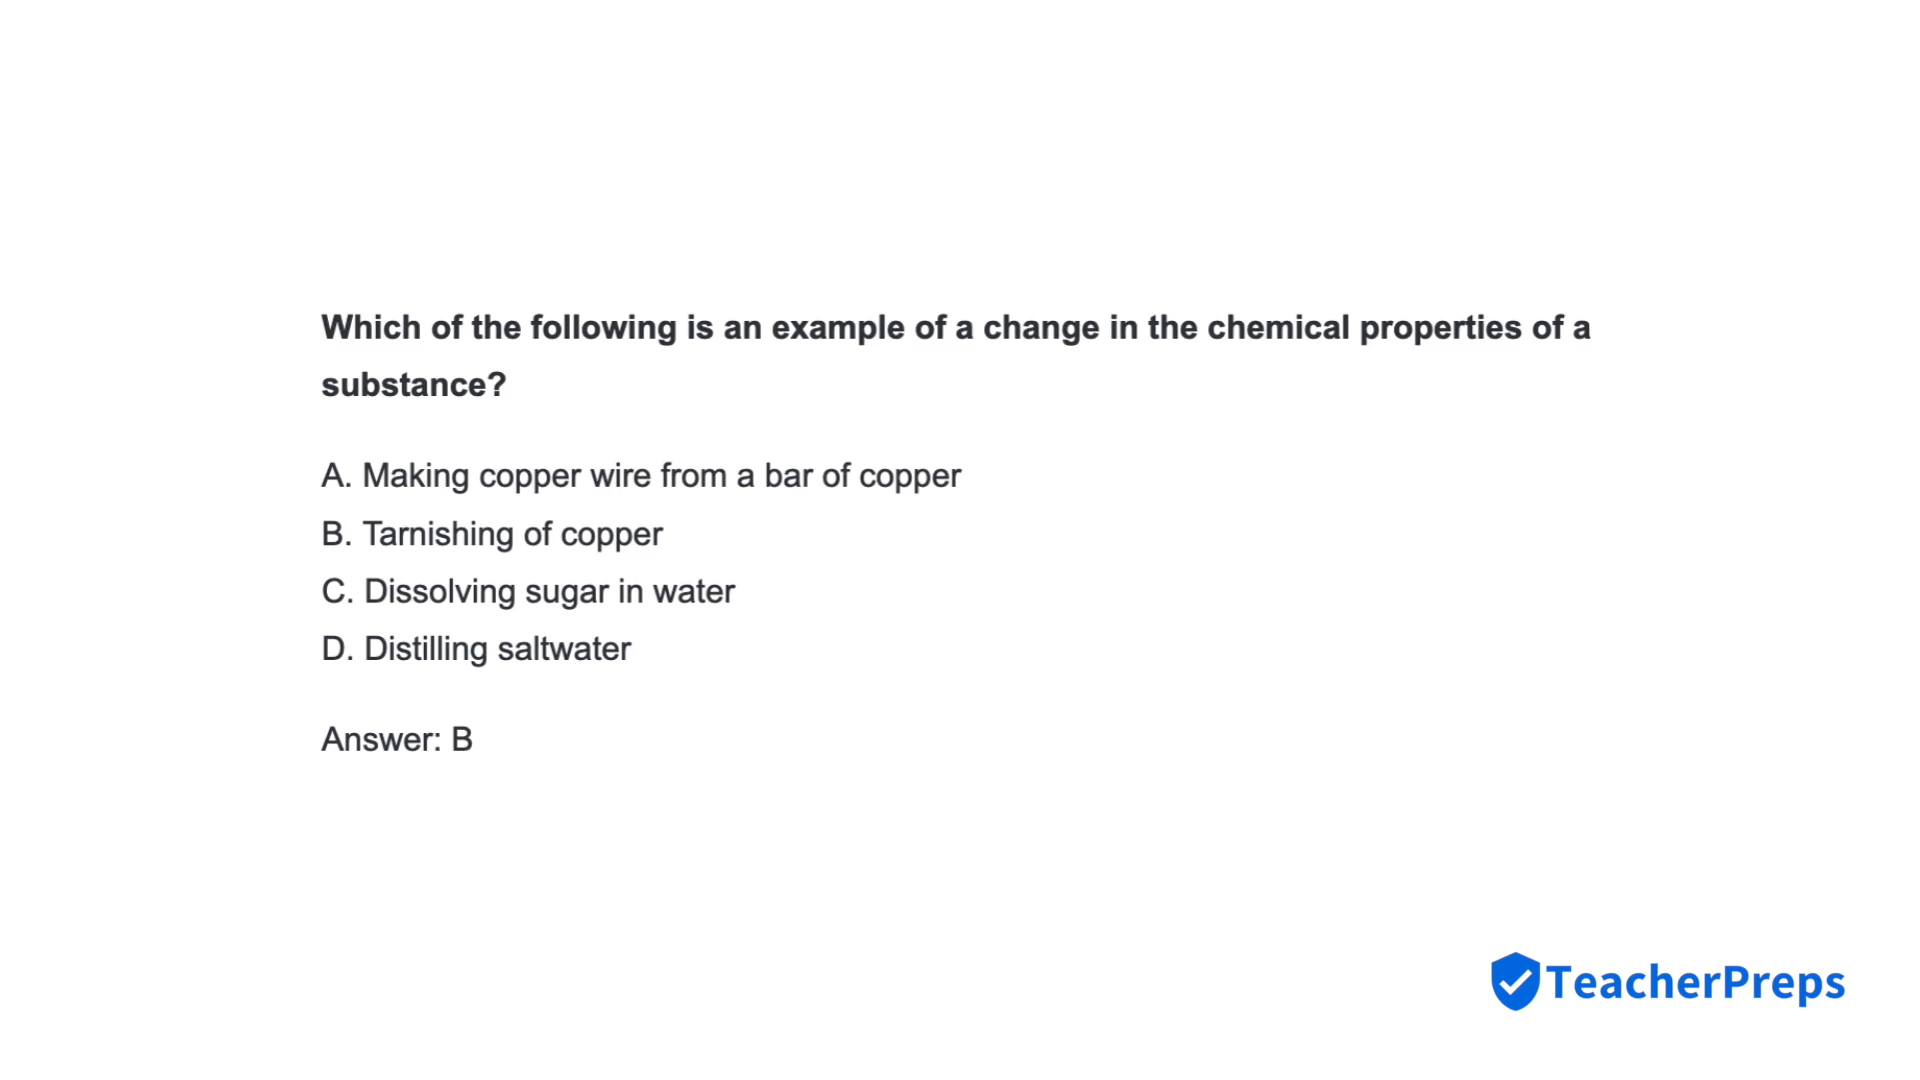 Which of the following is an example of a change in the chemical properties of a
substance?
A. Making copper wire from a bar of copper
B. Tarnishing of copper
C. Dissolving sugar in water
D. Distilling saltwater
Answer: B
TeacherPreps